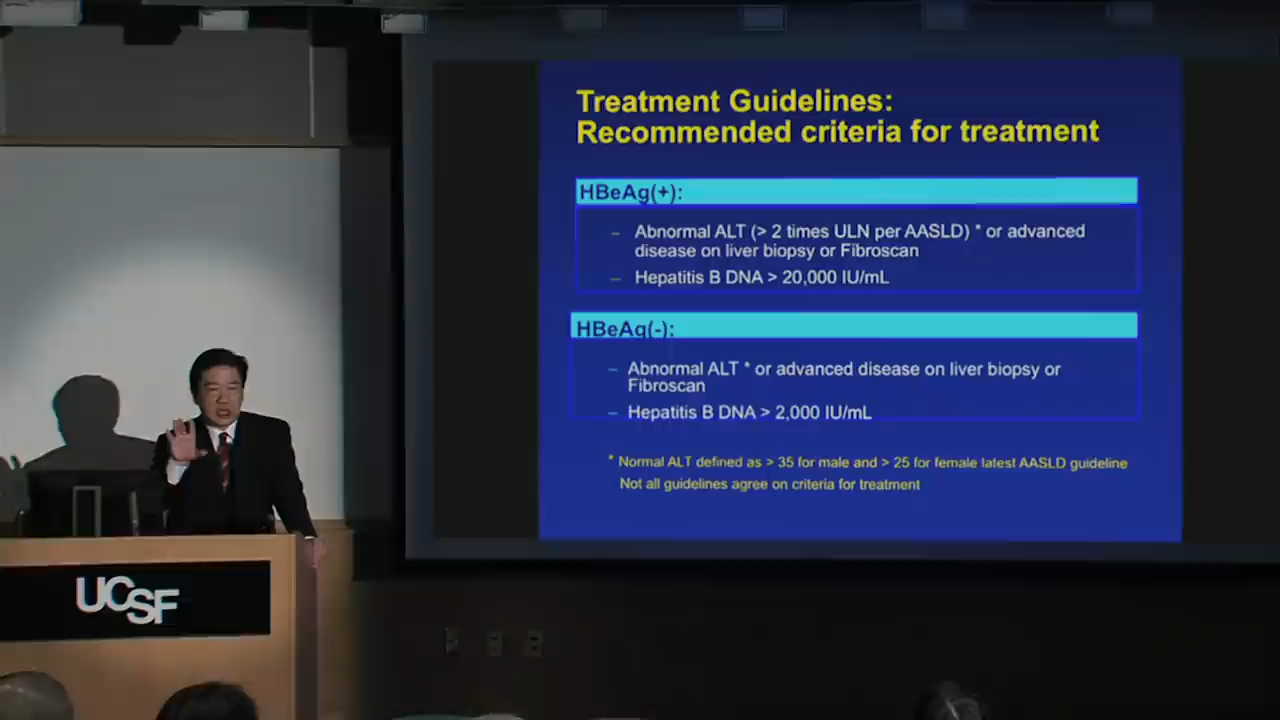 Treatment Guidelines:
Recommended criteria for treatment
HBeAg(+):
– Abnormal ALT (> 2 times ULN per AASLD) * or advanced
disease on liver biopsy or Fibroscan
– Hepatitis B DNA > 20,000 IU/mL
HBeAg(-):
– Abnormal ALT * or advanced disease on liver biopsy or
Fibroscan
– Hepatitis B DNA > 2,000 IU/mL
* Normal ALT defined as > 35 for male and > 25 for female latest AASLD guideline
Not all guidelines agree on criteria for treatment
UCSF